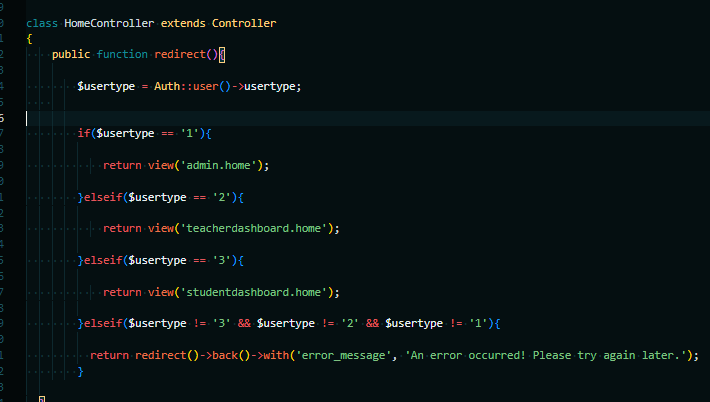 class HomeController extends Controller
{
public function redirect(){
$usertype = Auth::user()->usertype;
if($usertype == '1'){
return view('admin.home');
}elseif($usertype == '2'){
return view('teacherdashboard.home');
}elseif($usertype == '3'){
return view('studentdashboard.home');
}elseif($usertype != '3' && $usertype != '2' && $usertype != '1'){
return redirect()->back()->with('error_message', 'An error occurred! Please try again later.');
}
}